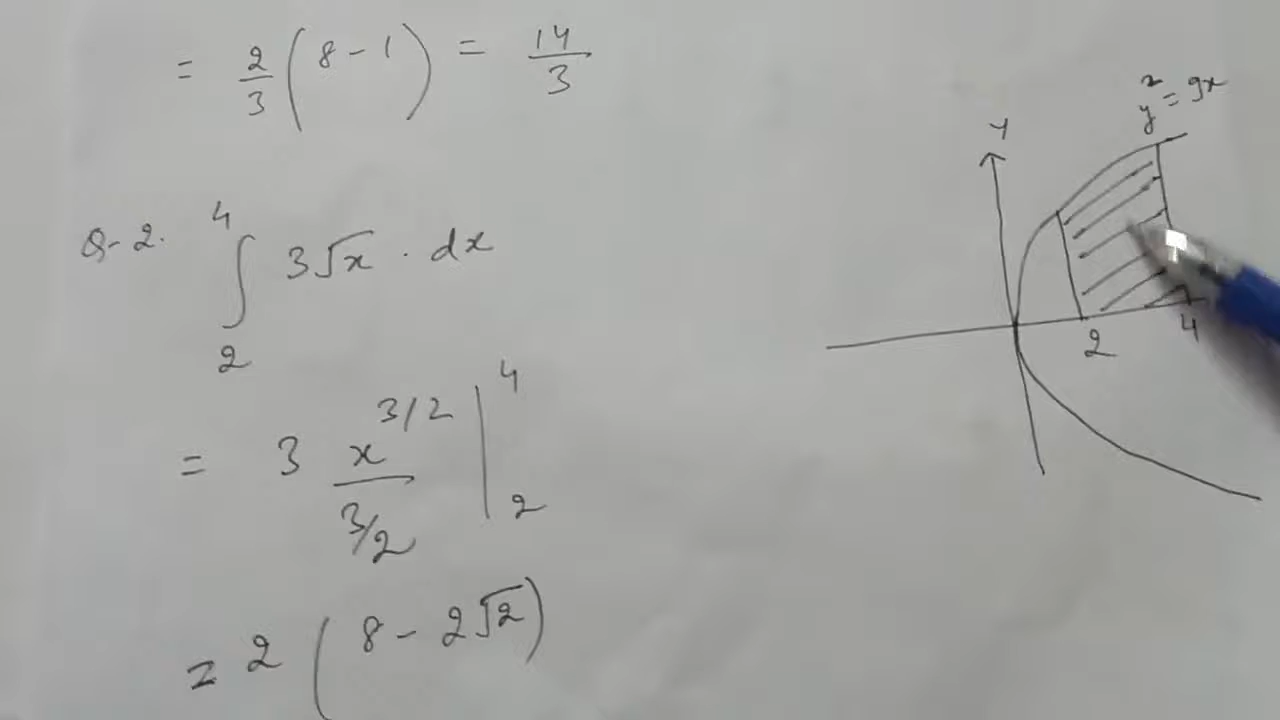 = 2/3 (8 - 1) = 14/3
y² = 9x
Y
Q-2. ∫₂⁴ 3√x · dx
2 4
= 3 x^{3/2} / (3/2) |₂⁴
= 2 (8 - 2√2)